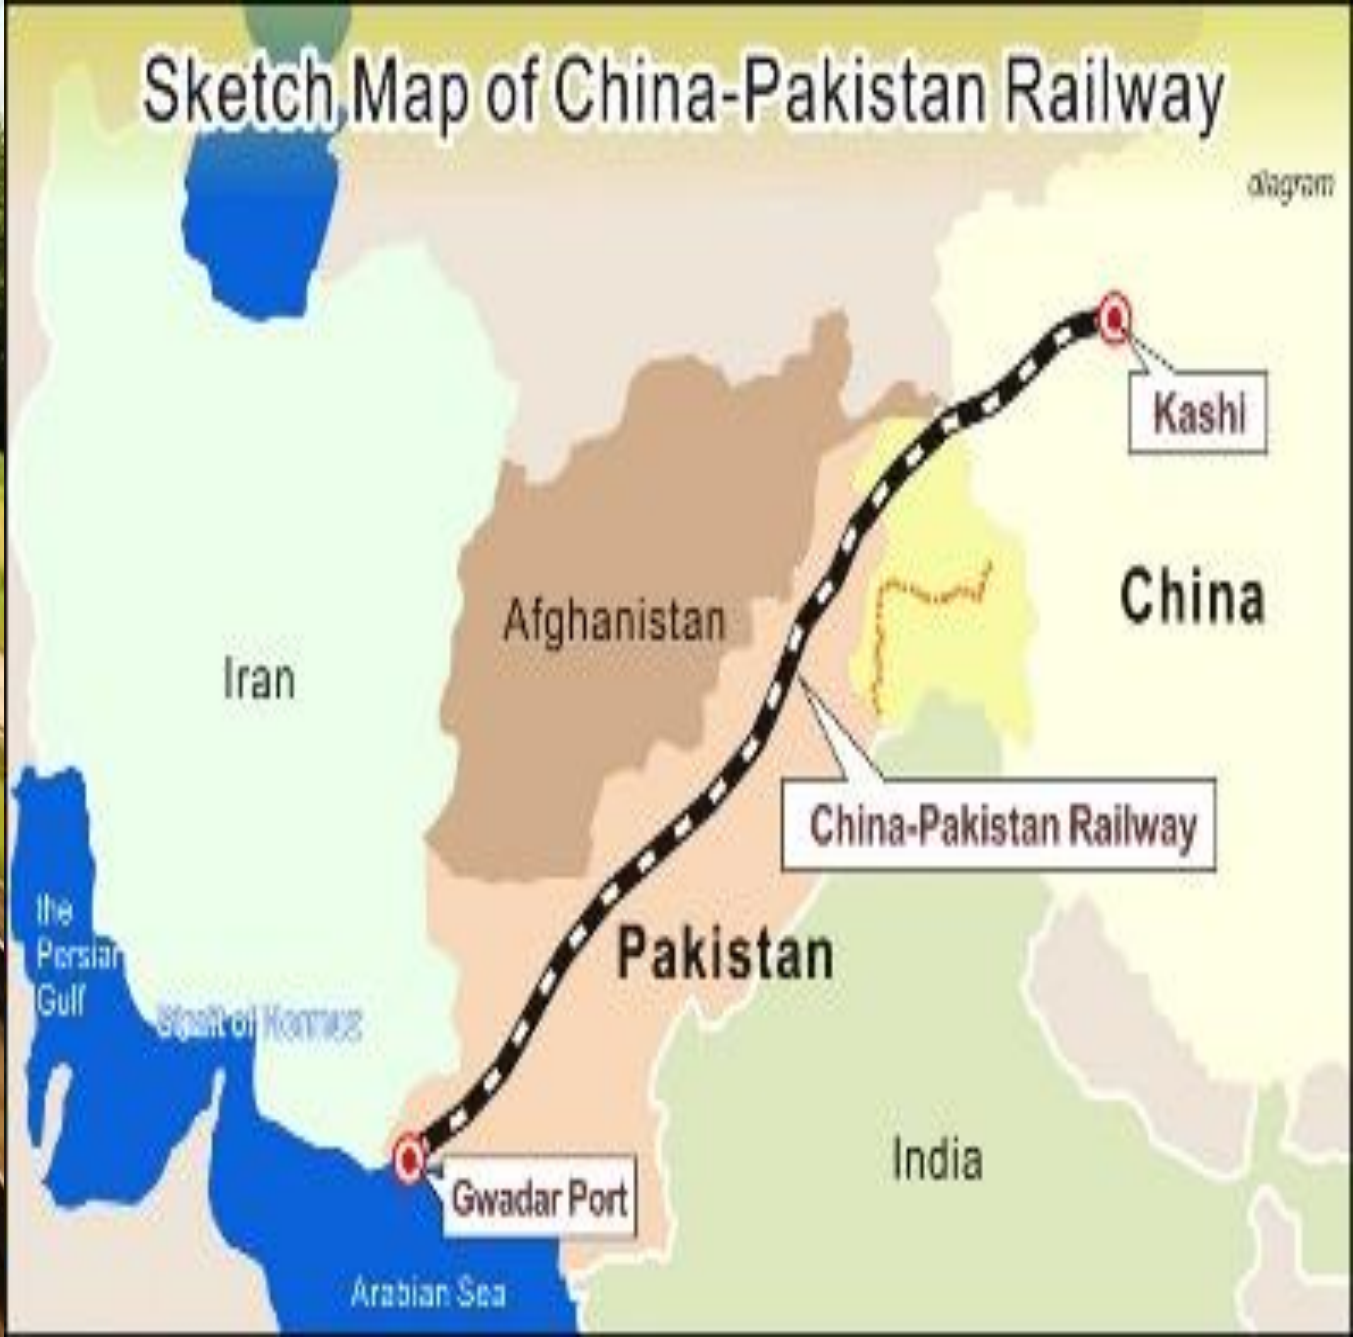 Sketch Map of China-Pakistan Railway
diagram
Kashi
China
Afghanistan
Iran
China-Pakistan Railway
the
Persian
Gulf
Pakistan
of
India
Gwadar Port
Arabian Sea